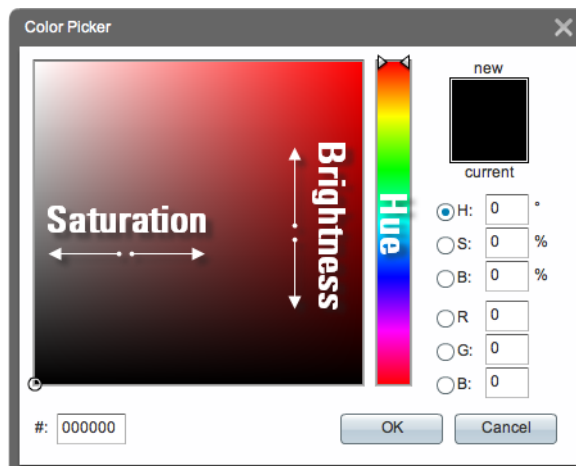 Color Picker
new
current
Saturation
Brightness
Hue
H: 0 °
S: 0 %
B: 0 %
R 0
G: 0
B: 0
#: 000000
OK
Cancel